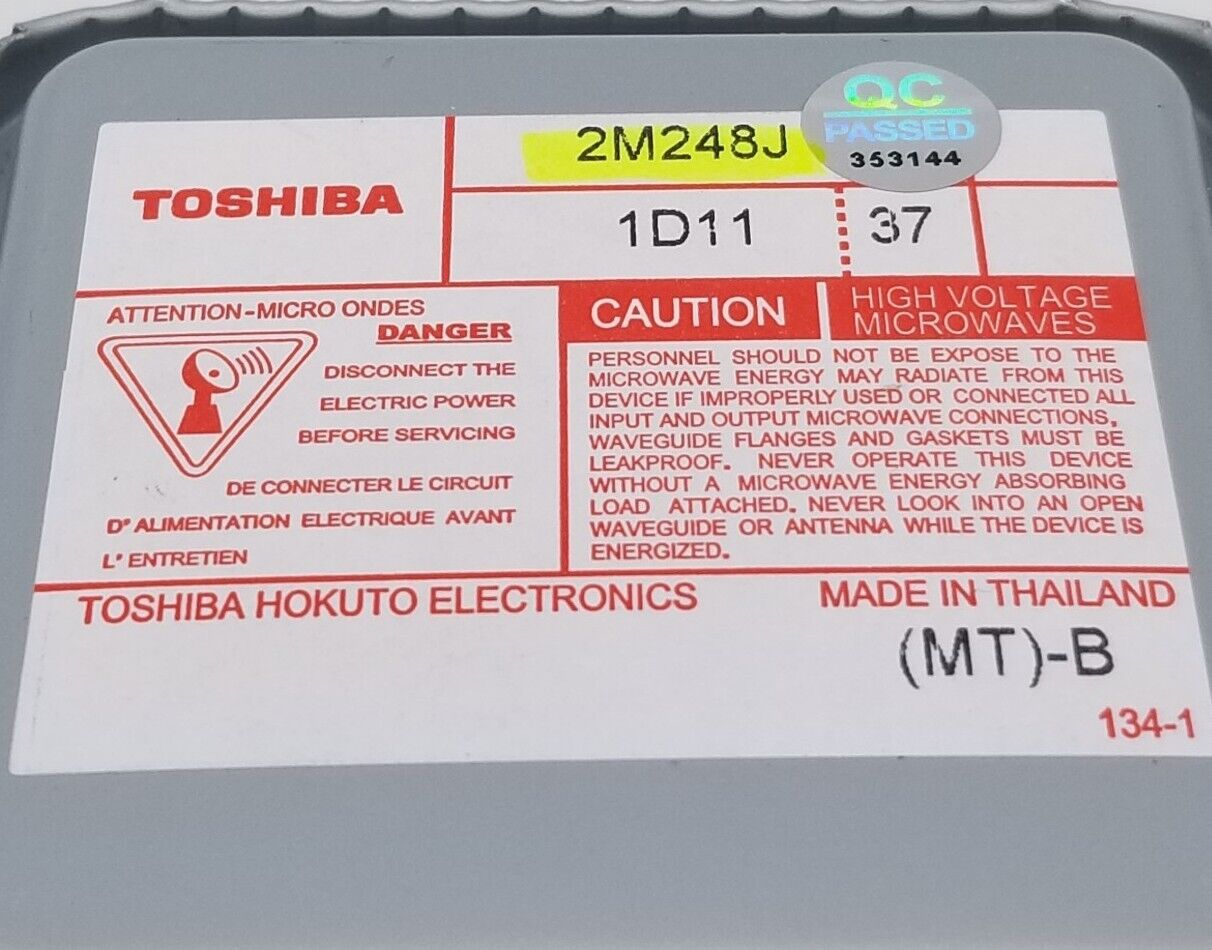 QC
PASSED
353144
2M248J
TOSHIBA
1D11 37
ATTENTION-MICRO ONDES
DANGER
DISCONNECT THE
ELECTRIC POWER
BEFORE SERVICING
DE CONNECTER LE CIRCUIT
D' ALIMENTATION ELECTRIQUE AVANT
L' ENTRETIEN
CAUTION
HIGH VOLTAGE
MICROWAVES
PERSONNEL SHOULD NOT BE EXPOSE TO THE
MICROWAVE ENERGY MAY RADIATE FROM THIS
DEVICE IF IMPROPERLY USED OR CONNECTED ALL
INPUT AND OUTPUT MICROWAVE CONNECTIONS,
WAVEGUIDE FLANGES AND GASKETS MUST BE
LEAKPROOF. NEVER OPERATE THIS DEVICE
WITHOUT A MICROWAVE ENERGY ABSORBING
LOAD ATTACHED. NEVER LOOK INTO AN OPEN
WAVEGUIDE OR ANTENNA WHILE THE DEVICE IS
ENERGIZED.
TOSHIBA HOKUTO ELECTRONICS
MADE IN THAILAND
(MT)-B
134-1